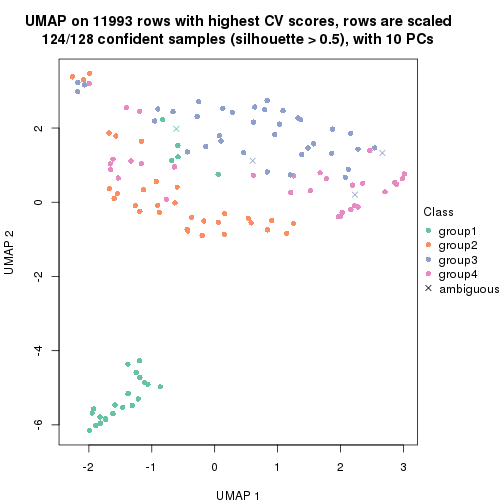 UMAP on 11993 rows with highest CV scores, rows are scaled
124/128 confident samples (silhouette > 0.5), with 10 PCs
2
0
-2
-4
-6
UMAP 2
-2
-1
0
1
2
3
UMAP 1
Class
group1
group2
group3
group4
ambiguous